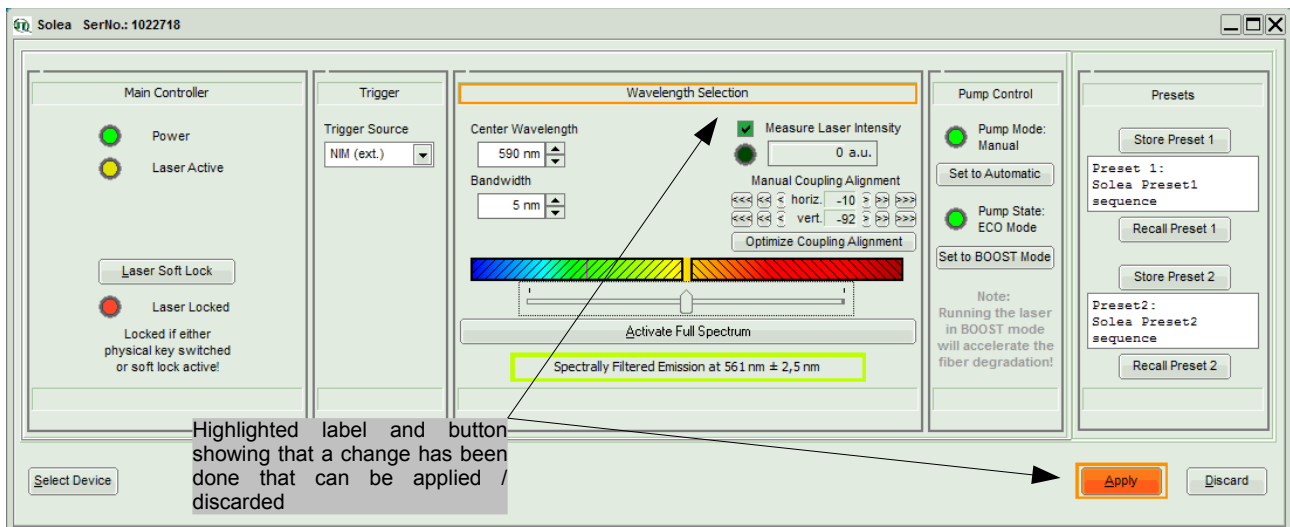 Solea SerNo.: 1022718
Main Controller
Power
Laser Active
Laser Soft Lock
Laser Locked
Locked if either
physical key switched
or soft lock active!
Trigger
Trigger Source
NIM (ext.)
Wavelength Selection
Center Wavelength
590 nm
Bandwidth
5 nm
Measure Laser Intensity
0 a.u.
Manual Coupling Alignment
<<< << < horiz. -10 > >> >>>
<<< << < vert. -92 > >> >>>
Optimize Coupling Alignment
Activate Full Spectrum
Spectrally Filtered Emission at 561 nm ± 2,5 nm
Pump Control
Pump Mode:
Manual
Set to Automatic
Pump State:
ECO Mode
Set to BOOST Mode
Note:
Running the laser
in BOOST mode
will accelerate the
fiber degradation!
Presets
Store Preset 1
Preset 1:
Solea Preset1
sequence
Recall Preset 1
Store Preset 2
Preset2:
Solea Preset2
sequence
Recall Preset 2
Highlighted label and button
showing that a change has been
done that can be applied /
discarded
Select Device
Apply
Discard